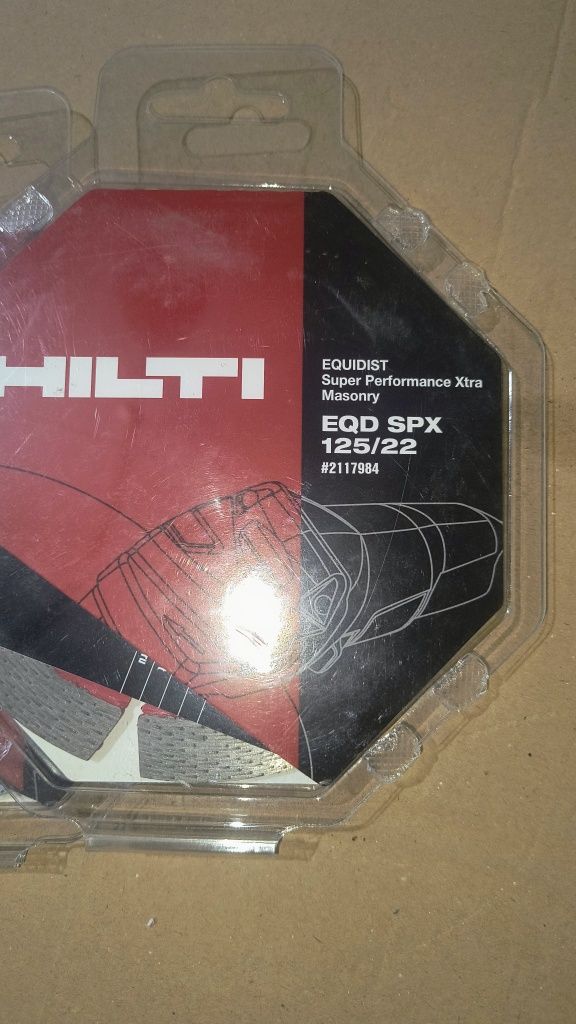 HILTI
EQUIDIST
Super Performance Xtra
Masonry
EQD SPX
125/22
#2117984